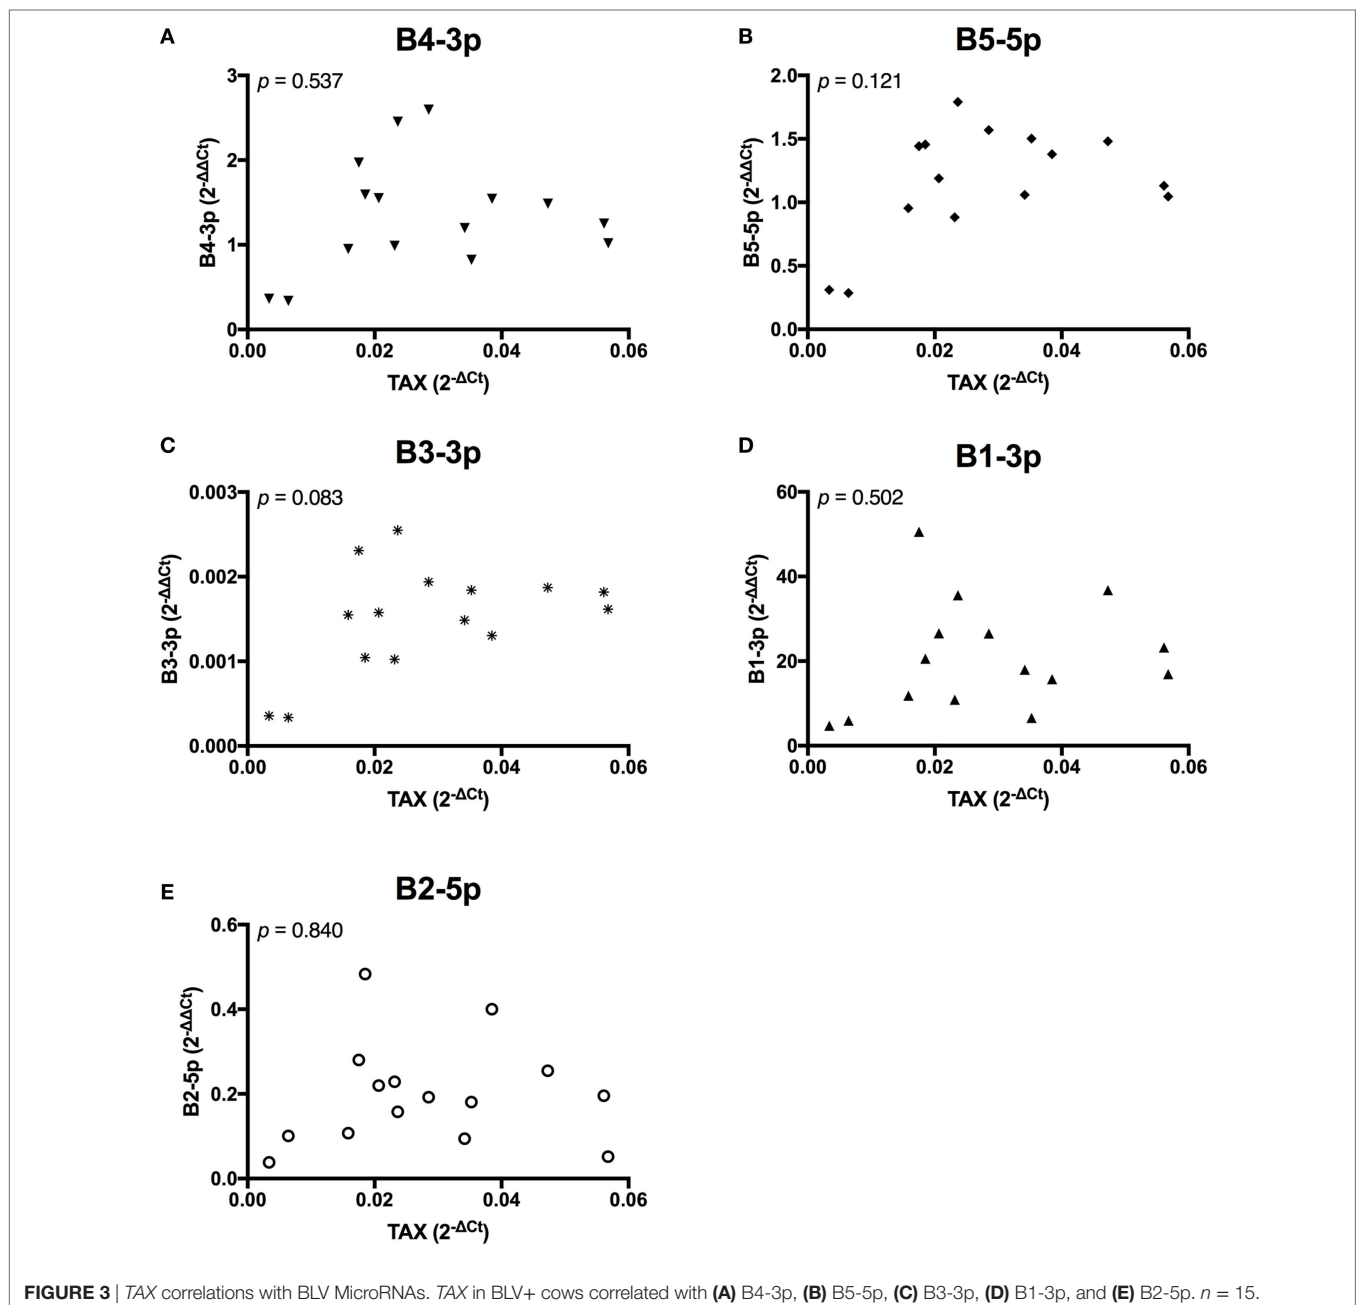 A
B4-3p
p = 0.537
3
2
1
0
B4-3p (2-ΔΔCt)
0.00 0.02 0.04 0.06
TAX (2-ΔCt)
B
B5-5p
p = 0.121
2.0
1.5
1.0
0.5
0.0
B5-5p (2-ΔΔCt)
0.00 0.02 0.04 0.06
TAX (2-ΔCt)
C
B3-3p
p = 0.083
0.003
0.002
0.001
0.000
B3-3p (2-ΔΔCt)
0.00 0.02 0.04 0.06
TAX (2-ΔCt)
D
B1-3p
p = 0.502
60
40
20
0
B1-3p (2-ΔΔCt)
0.00 0.02 0.04 0.06
TAX (2-ΔCt)
E
B2-5p
p = 0.840
0.6
0.4
0.2
0.0
B2-5p (2-ΔΔCt)
0.00 0.02 0.04 0.06
TAX (2-ΔCt)
FIGURE 3 | TAX correlations with BLV MicroRNAs. TAX in BLV+ cows correlated with (A) B4-3p, (B) B5-5p, (C) B3-3p, (D) B1-3p, and (E) B2-5p. n = 15.